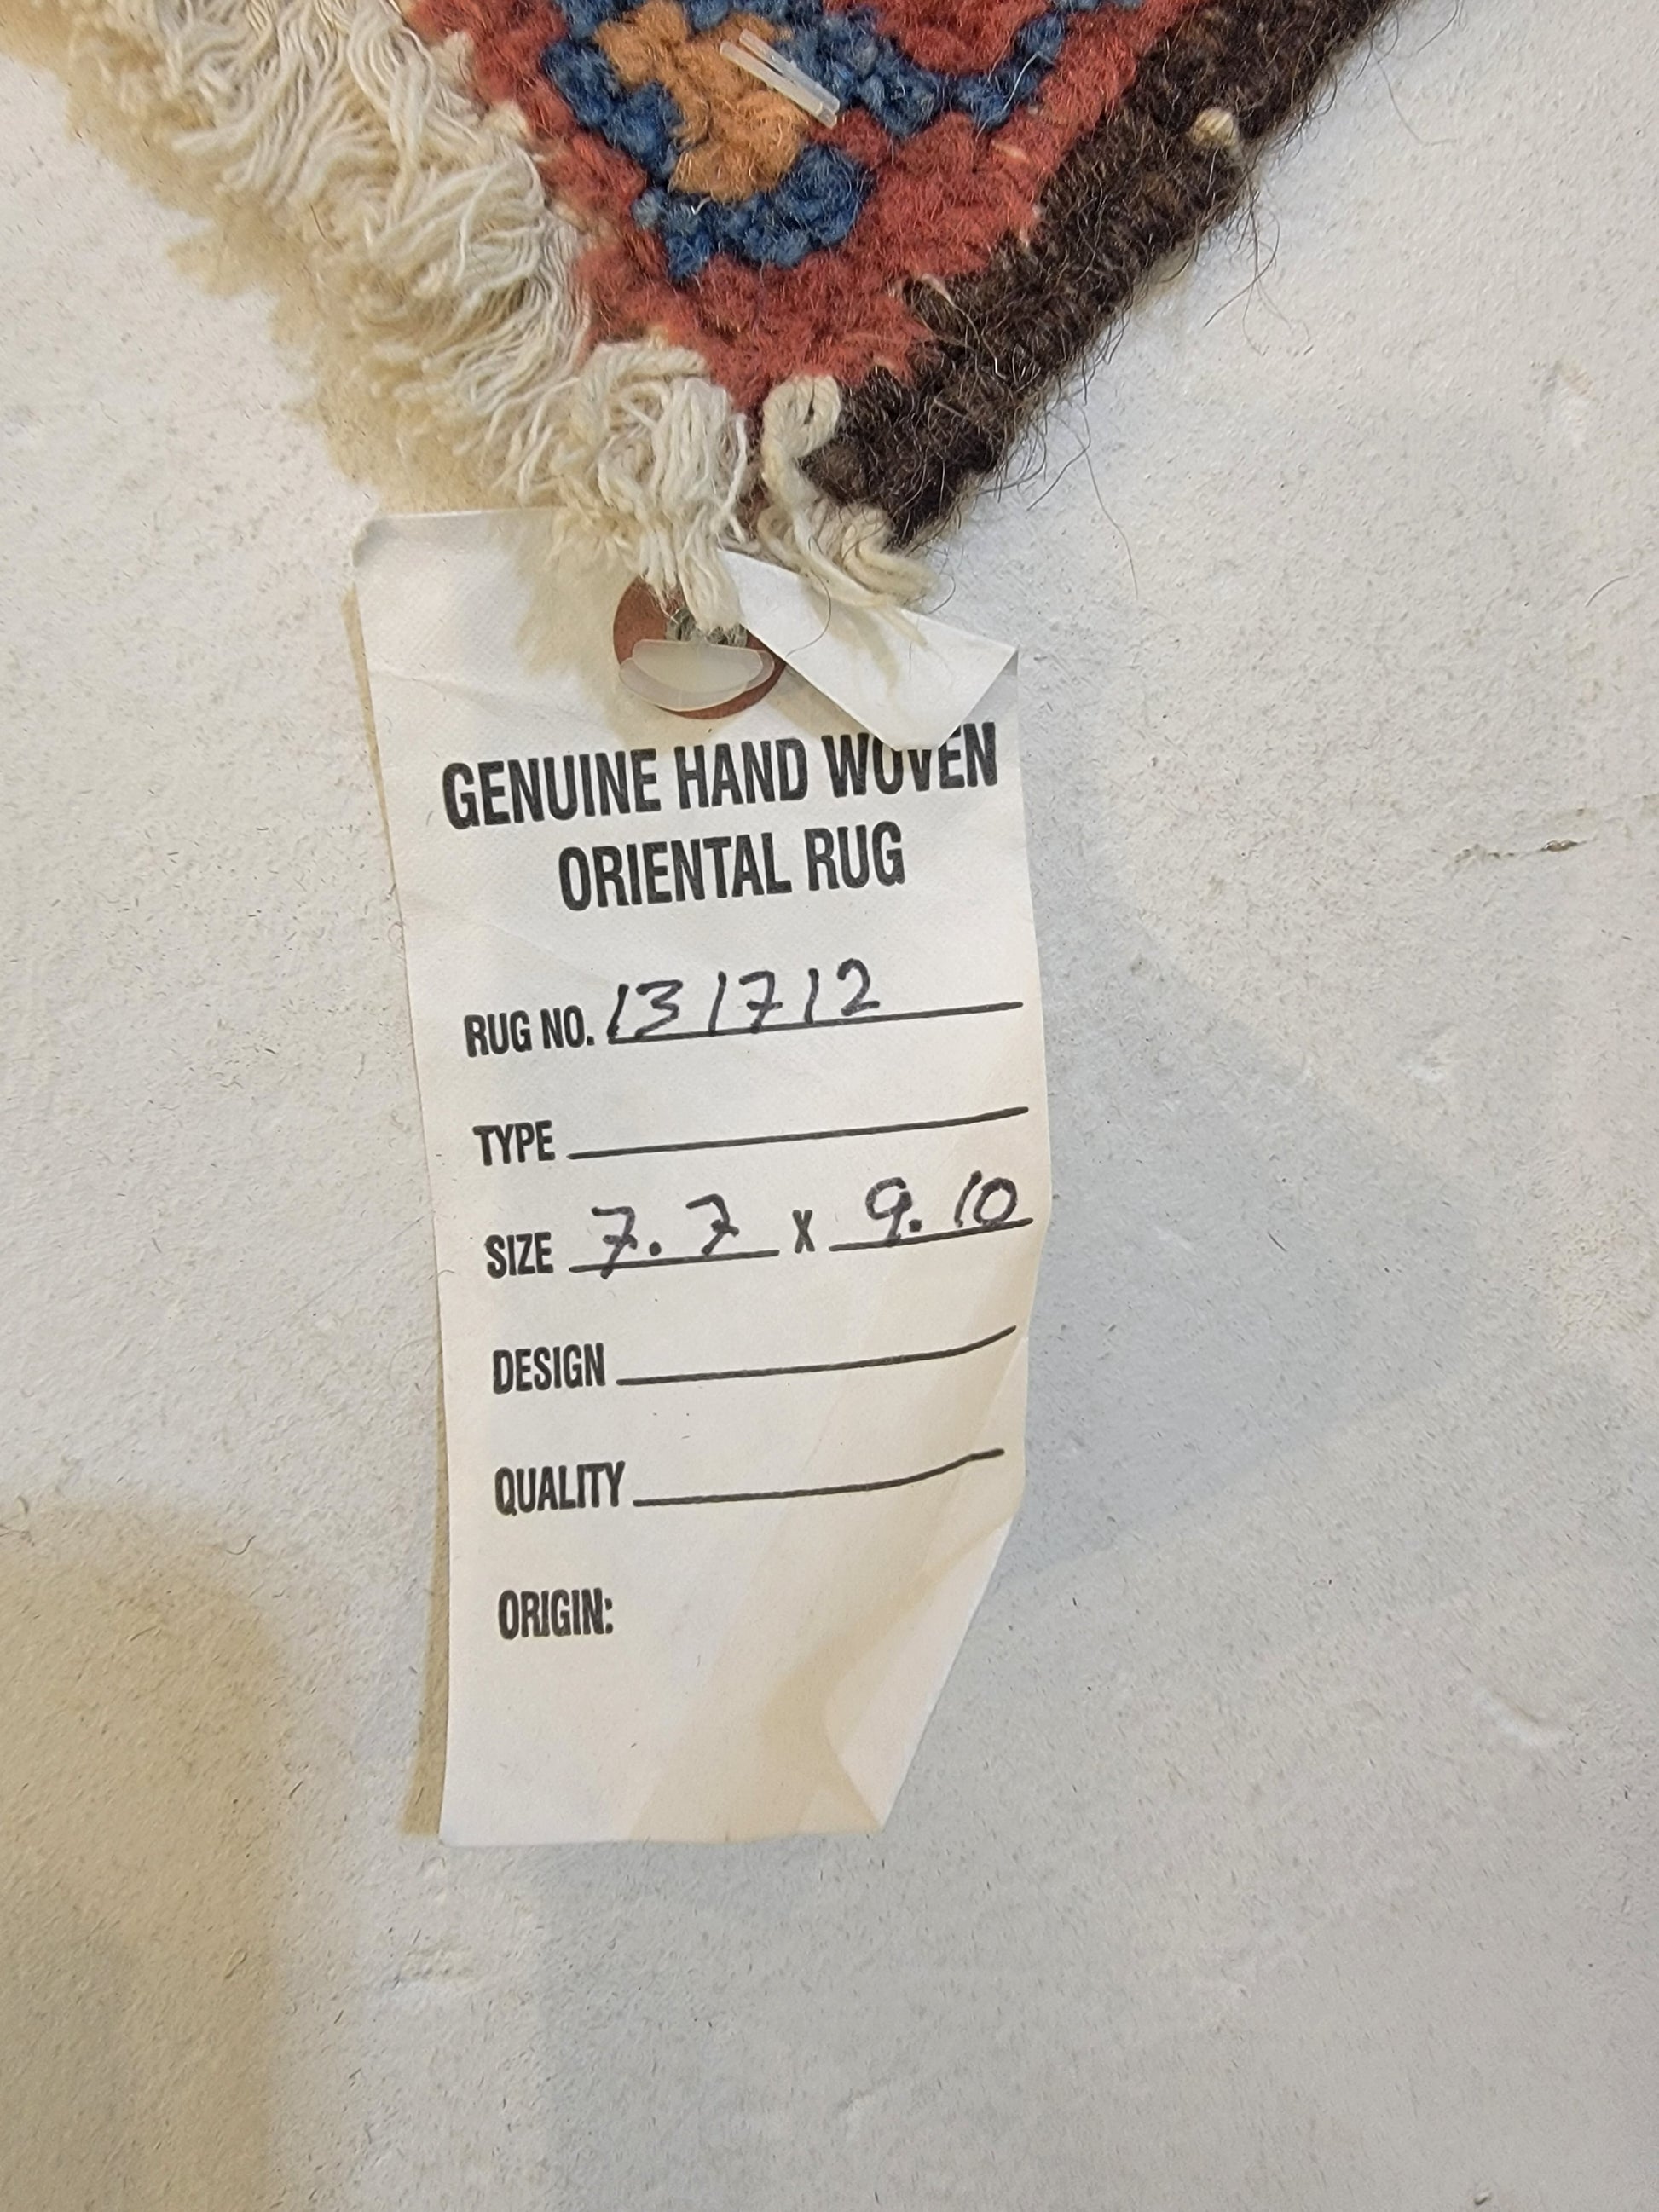 GENUINE HAND WOVEN
ORIENTAL RUG
RUG NO. 131712
TYPE
SIZE 7.7 X 9.10
DESIGN
QUALITY
ORIGIN: